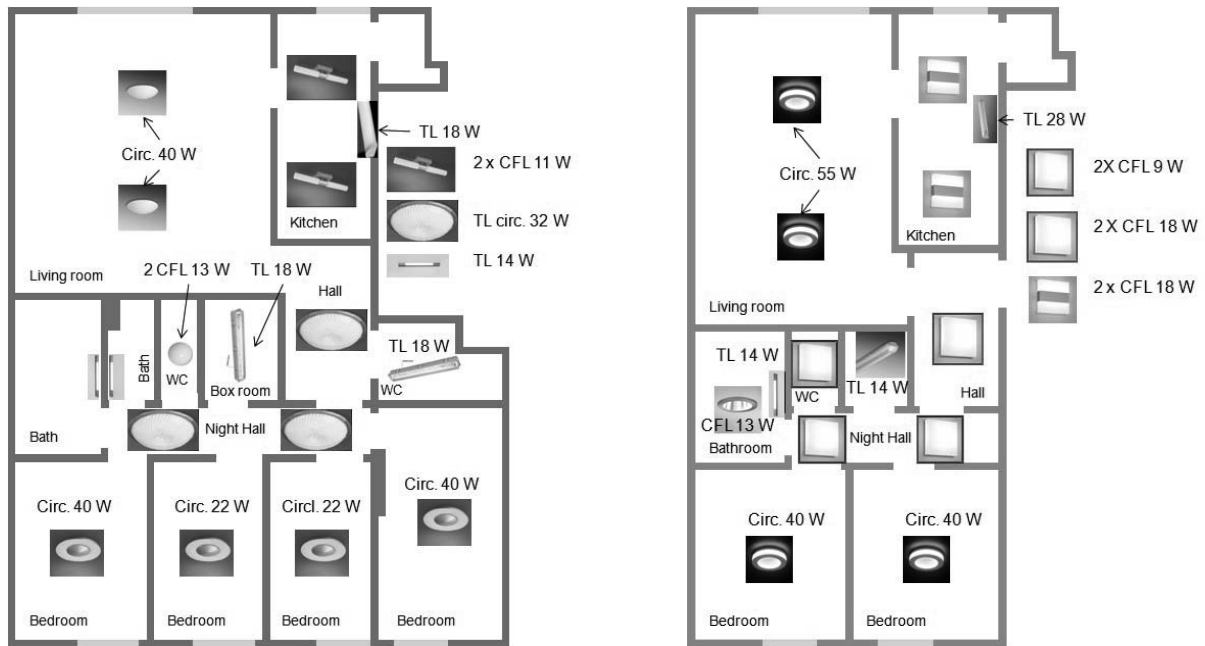 TL 18 W
Circ. 40 W
2 x CFL 11 W
Kitchen
TL circ. 32 W
Living room
2 CFL 13 W
TL 18 W
TL 14 W
Hall
Bath
WC
Box room
TL 18 W
WC
Bath
Night Hall
Circ. 40 W
Circ. 22 W
Circl. 22 W
Circ. 40 W
Bedroom
Bedroom
Bedroom
Bedroom
TL 28 W
Circ. 55 W
2X CFL 9 W
2 X CFL 18 W
Kitchen
2 x CFL 18 W
Living room
TL 14 W
WC
TL 14 W
Hall
CFL 13 W
Bathroom
Night Hall
Circ. 40 W
Circ. 40 W
Bedroom
Bedroom